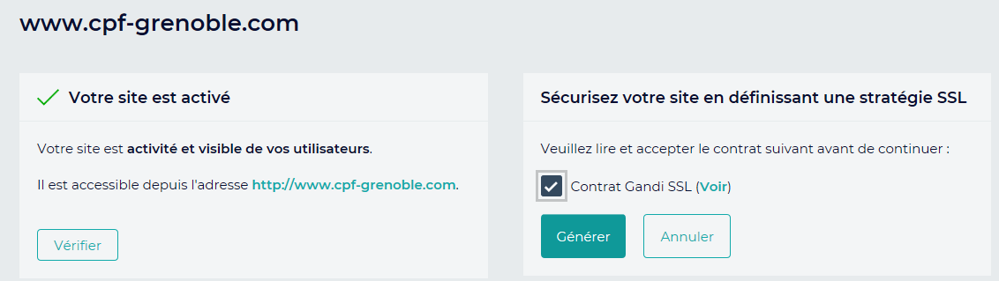 www.cpf-grenoble.com
Votre site est activé
Votre site est activité et visible de vos utilisateurs.
Il est accessible depuis l'adresse http://www.cpf-grenoble.com.
Vérifier
Sécurisez votre site en définissant une stratégie SSL
Veuillez lire et accepter le contrat suivant avant de continuer :
Contrat Gandi SSL (Voir)
Générer
Annuler